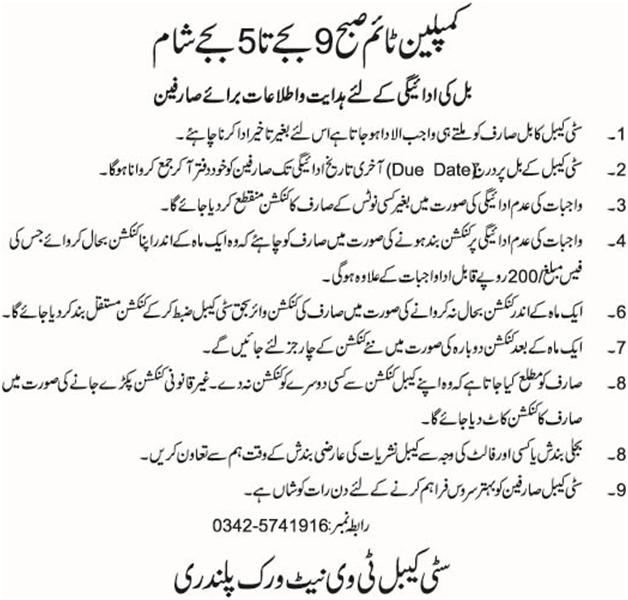 کمپلین ٹائم صبح 9 بجے تا 5 بجے شام
بل کی ادائیگی کے لئے ہدایت و اطلاعات برائے صارفین
1۔ سٹی کیبل کا بل صارف کو ملتے ہی واجب الادا ہو جاتا ہے اس لئے بغیر تاخیر ادا کرنا چاہئے۔
2۔ سٹی کیبل کے بل پر درج (Due Date) آخری تاریخ ادائیگی تک صارفین کو خود دفتر آ کر جمع کروانا ہوگا۔
3۔ واجبات کی عدم ادائیگی کی صورت میں بغیر کسی نوٹس کے صارف کا کنکشن منقطع کر دیا جائے گا۔
4۔ واجبات کی عدم ادائیگی پر کنکشن بند ہونے کی صورت میں صارف کو چاہئے کہ وہ ایک ماہ کے اندر اپنا کنکشن بحال کروائے جس کی
فیس مبلغ/200 روپے قابل ادا واجبات کے علاوہ ہوگی۔
6۔ ایک ماہ کے اندر کنکشن بحال نہ کروانے کی صورت میں صارف کی کنکشن وائر بحق سٹی کیبل ضبط کر کے کنکشن مستقل بند کر دیا جائے گا۔
7۔ ایک ماہ کے بعد کنکشن دوبارہ کی صورت میں نئے کنکشن کے چارجز لئے جائیں گے۔
8۔ صارف کو مطلع کیا جاتا ہے کہ وہ اپنے کیبل کنکشن سے کسی دوسرے کو کنکشن نہ دے۔ غیر قانونی کنکشن پکڑے جانے کی صورت میں
صارف کا کنکشن کاٹ دیا جائے گا۔
8۔ بجلی بندش یا کسی اور فالٹ کی وجہ سے کیبل نشریات کی عارضی بندش کے وقت ہم سے تعاون کریں۔
9۔ سٹی کیبل صارفین کو بہتر سروس فراہم کرنے کے لئے دن رات کوشاں ہے۔
رابطہ نمبر: 0342-5741916
سٹی کیبل ٹی وی نیٹ ورک پلندری